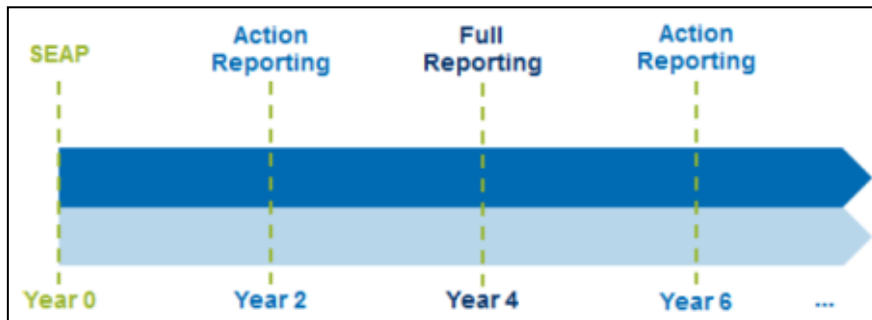 SEAP
Action
Reporting
Full
Reporting
Action
Reporting
Year 0
Year 2
Year 4
Year 6
...